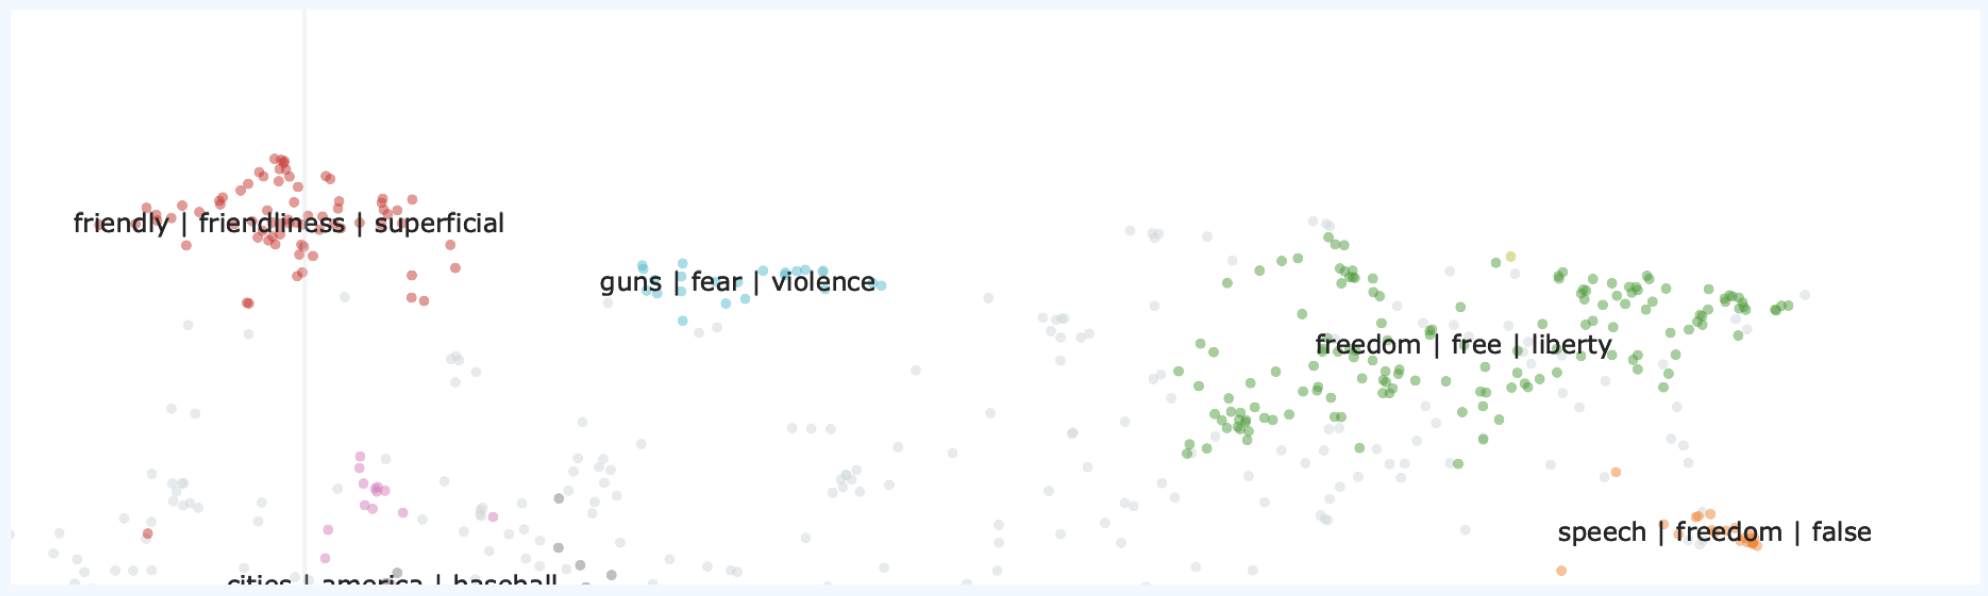 friendly | friendliness | superficial
guns | fear | violence
freedom | free | liberty
speech | freedom | false
cities | america | baseball